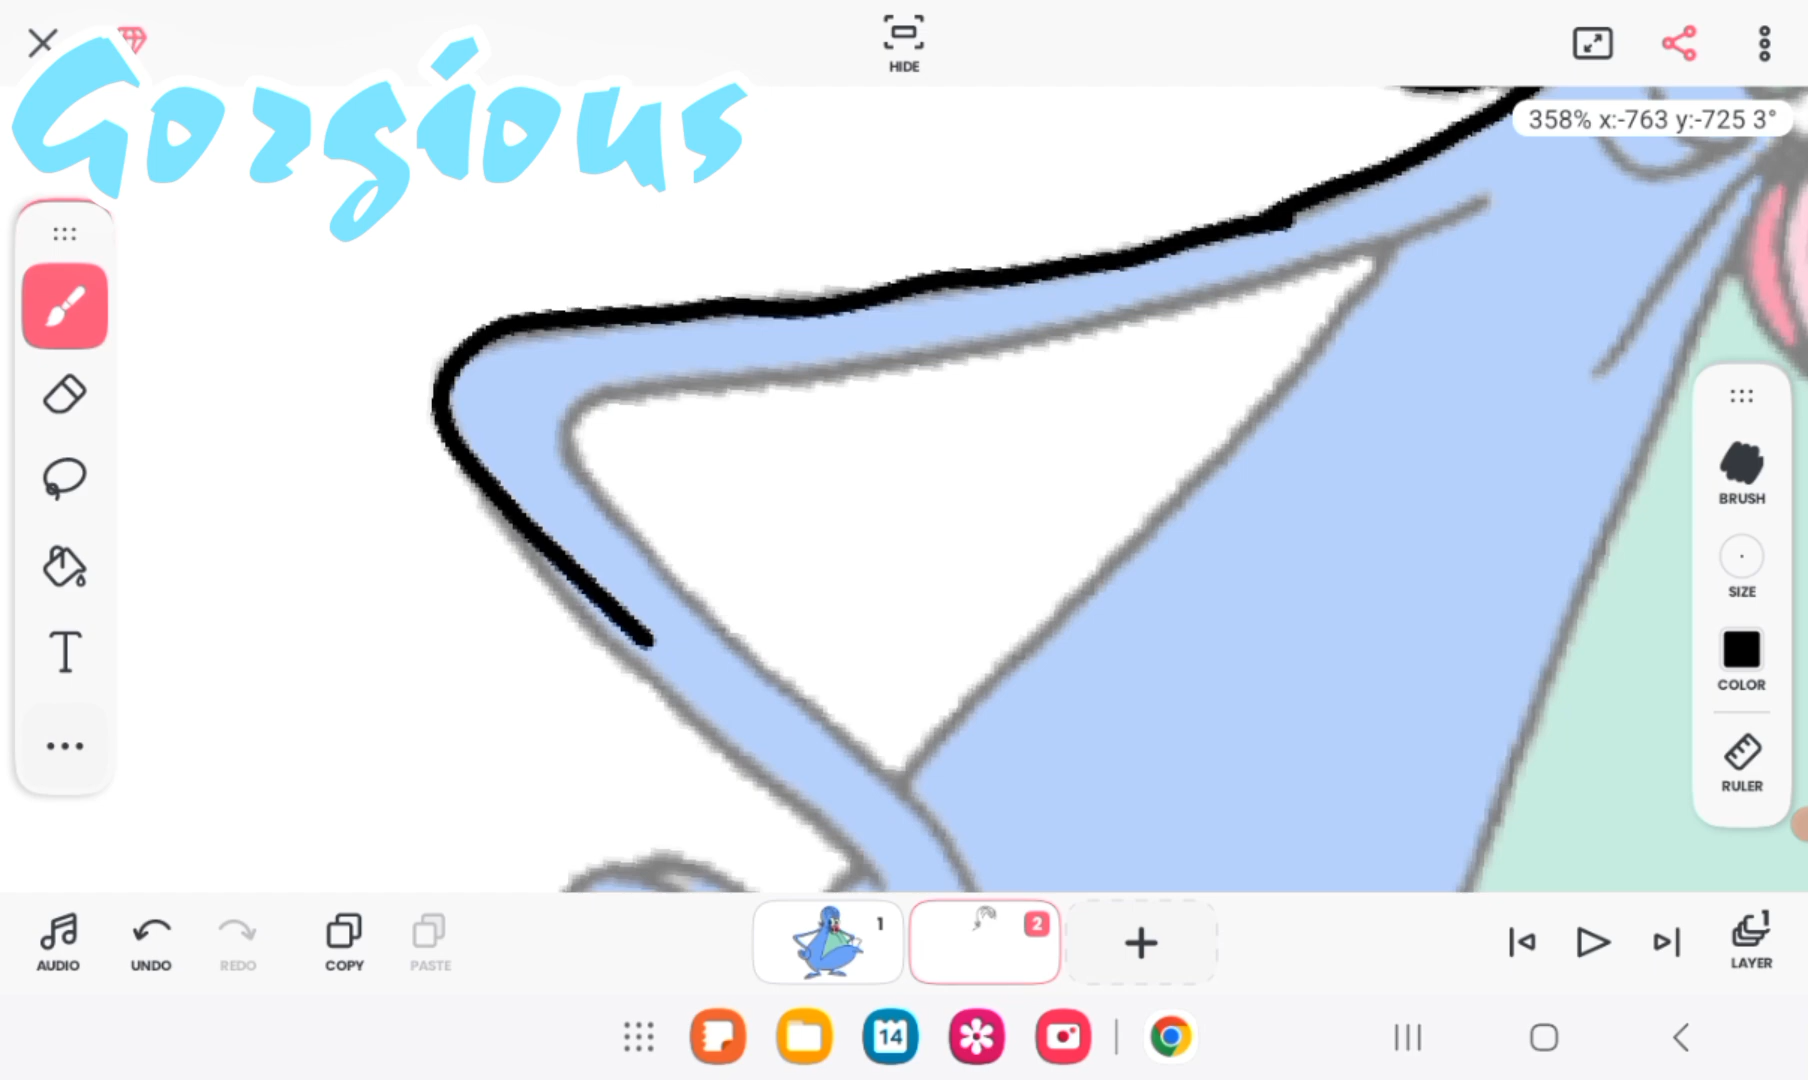 HIDE
Gorgious
358% x:-763 y:-725 3°
BRUSH
SIZE
COLOR
RULER
T
1
2
AUDIO
UNDO
REDO
COPY
PASTE
1
LAYER
14